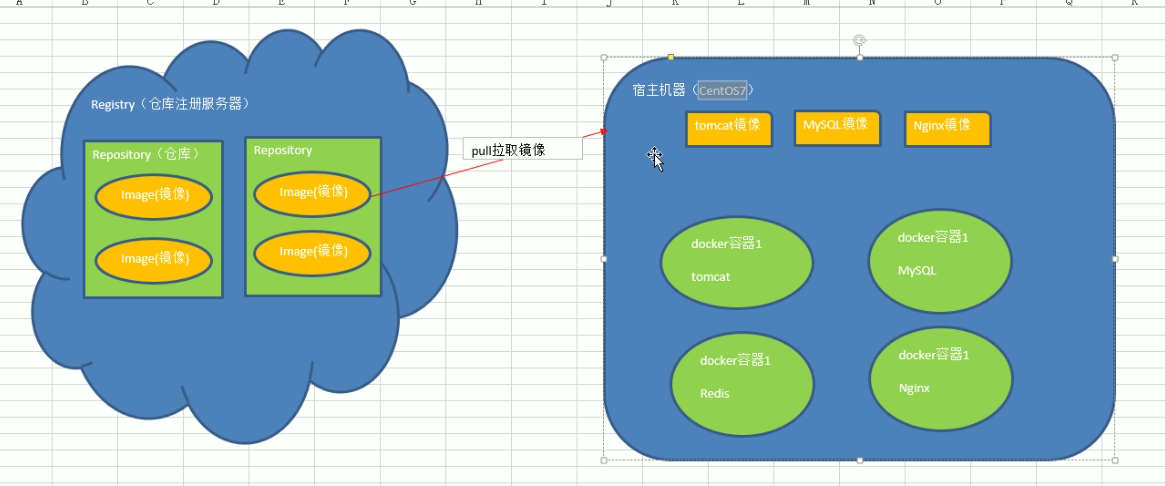 Registry（仓库注册服务器）
Repository（仓库）
Image(镜像)
Image(镜像)
Repository
Image(镜像)
Image(镜像)
pull拉取镜像
宿主机器（CentOS7）
tomcat镜像
MySQL镜像
Nginx镜像
docker容器1
tomcat
docker容器1
MySQL
docker容器1
Redis
docker容器1
Nginx